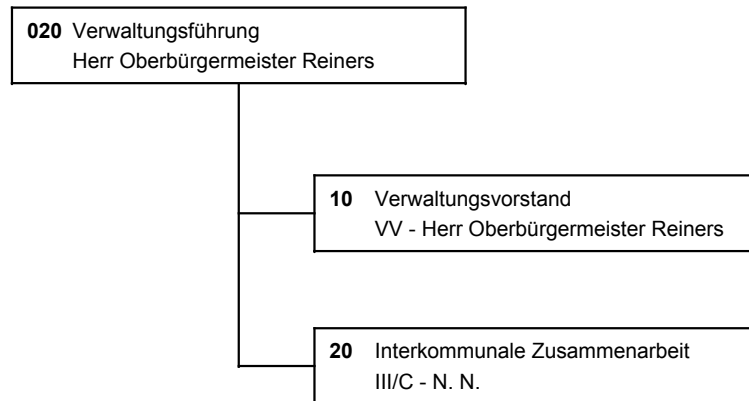 020 Verwaltungsführung
Herr Oberbürgermeister Reiners
10 Verwaltungsvorstand
VV - Herr Oberbürgermeister Reiners
20 Interkommunale Zusammenarbeit
III/C - N. N.